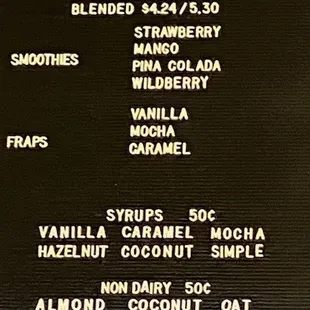 BLENDED $4.24/5.30
STRAWBERRY
MANGO
SMOOTHIES
PINA COLADA
WILDBERRY
VANILLA
MOCHA
FRAPS
CARAMEL
SYRUPS 50¢
VANILLA CARAMEL MOCHA
HAZELNUT COCONUT SIMPLE
NON DAIRY 50¢
ALMOND COCONUT OAT